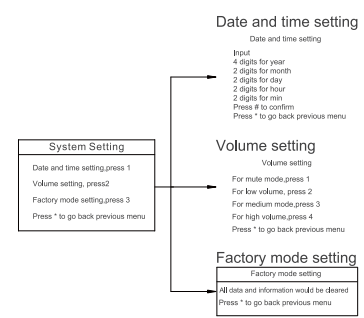 Date and time setting
Date and time setting
Input
4 digits for year
2 digits for month
2 digits for day
2 digits for hour
2 digits for min
Press # to confirm
Press * to go back previous menu
System Setting
Date and time setting,press 1
Volume setting, press2
Factory mode setting,press 3
Press * to go back previous menu
Volume setting
Volume setting
For mute mode,press 1
For low volume, press 2
For medium mode,press 3
For high volume,press 4
Press * to go back previous menu
Factory mode setting
Factory mode setting
All data and information would be cleared
Press * to go back previous menu